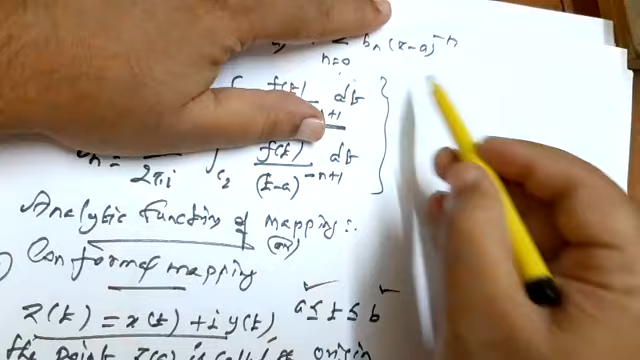 bn (z-a)^-n
n=0
f(t) dt
n+1
n = 2πi ∫c2 f(t) / (t-a)^-n+1 dt
Analytic function of mapping :.
(or)
Conformal mapping
Z(t) = x(t) + i y(t) a ≤ t ≤ b
the point Z(a) is called origin